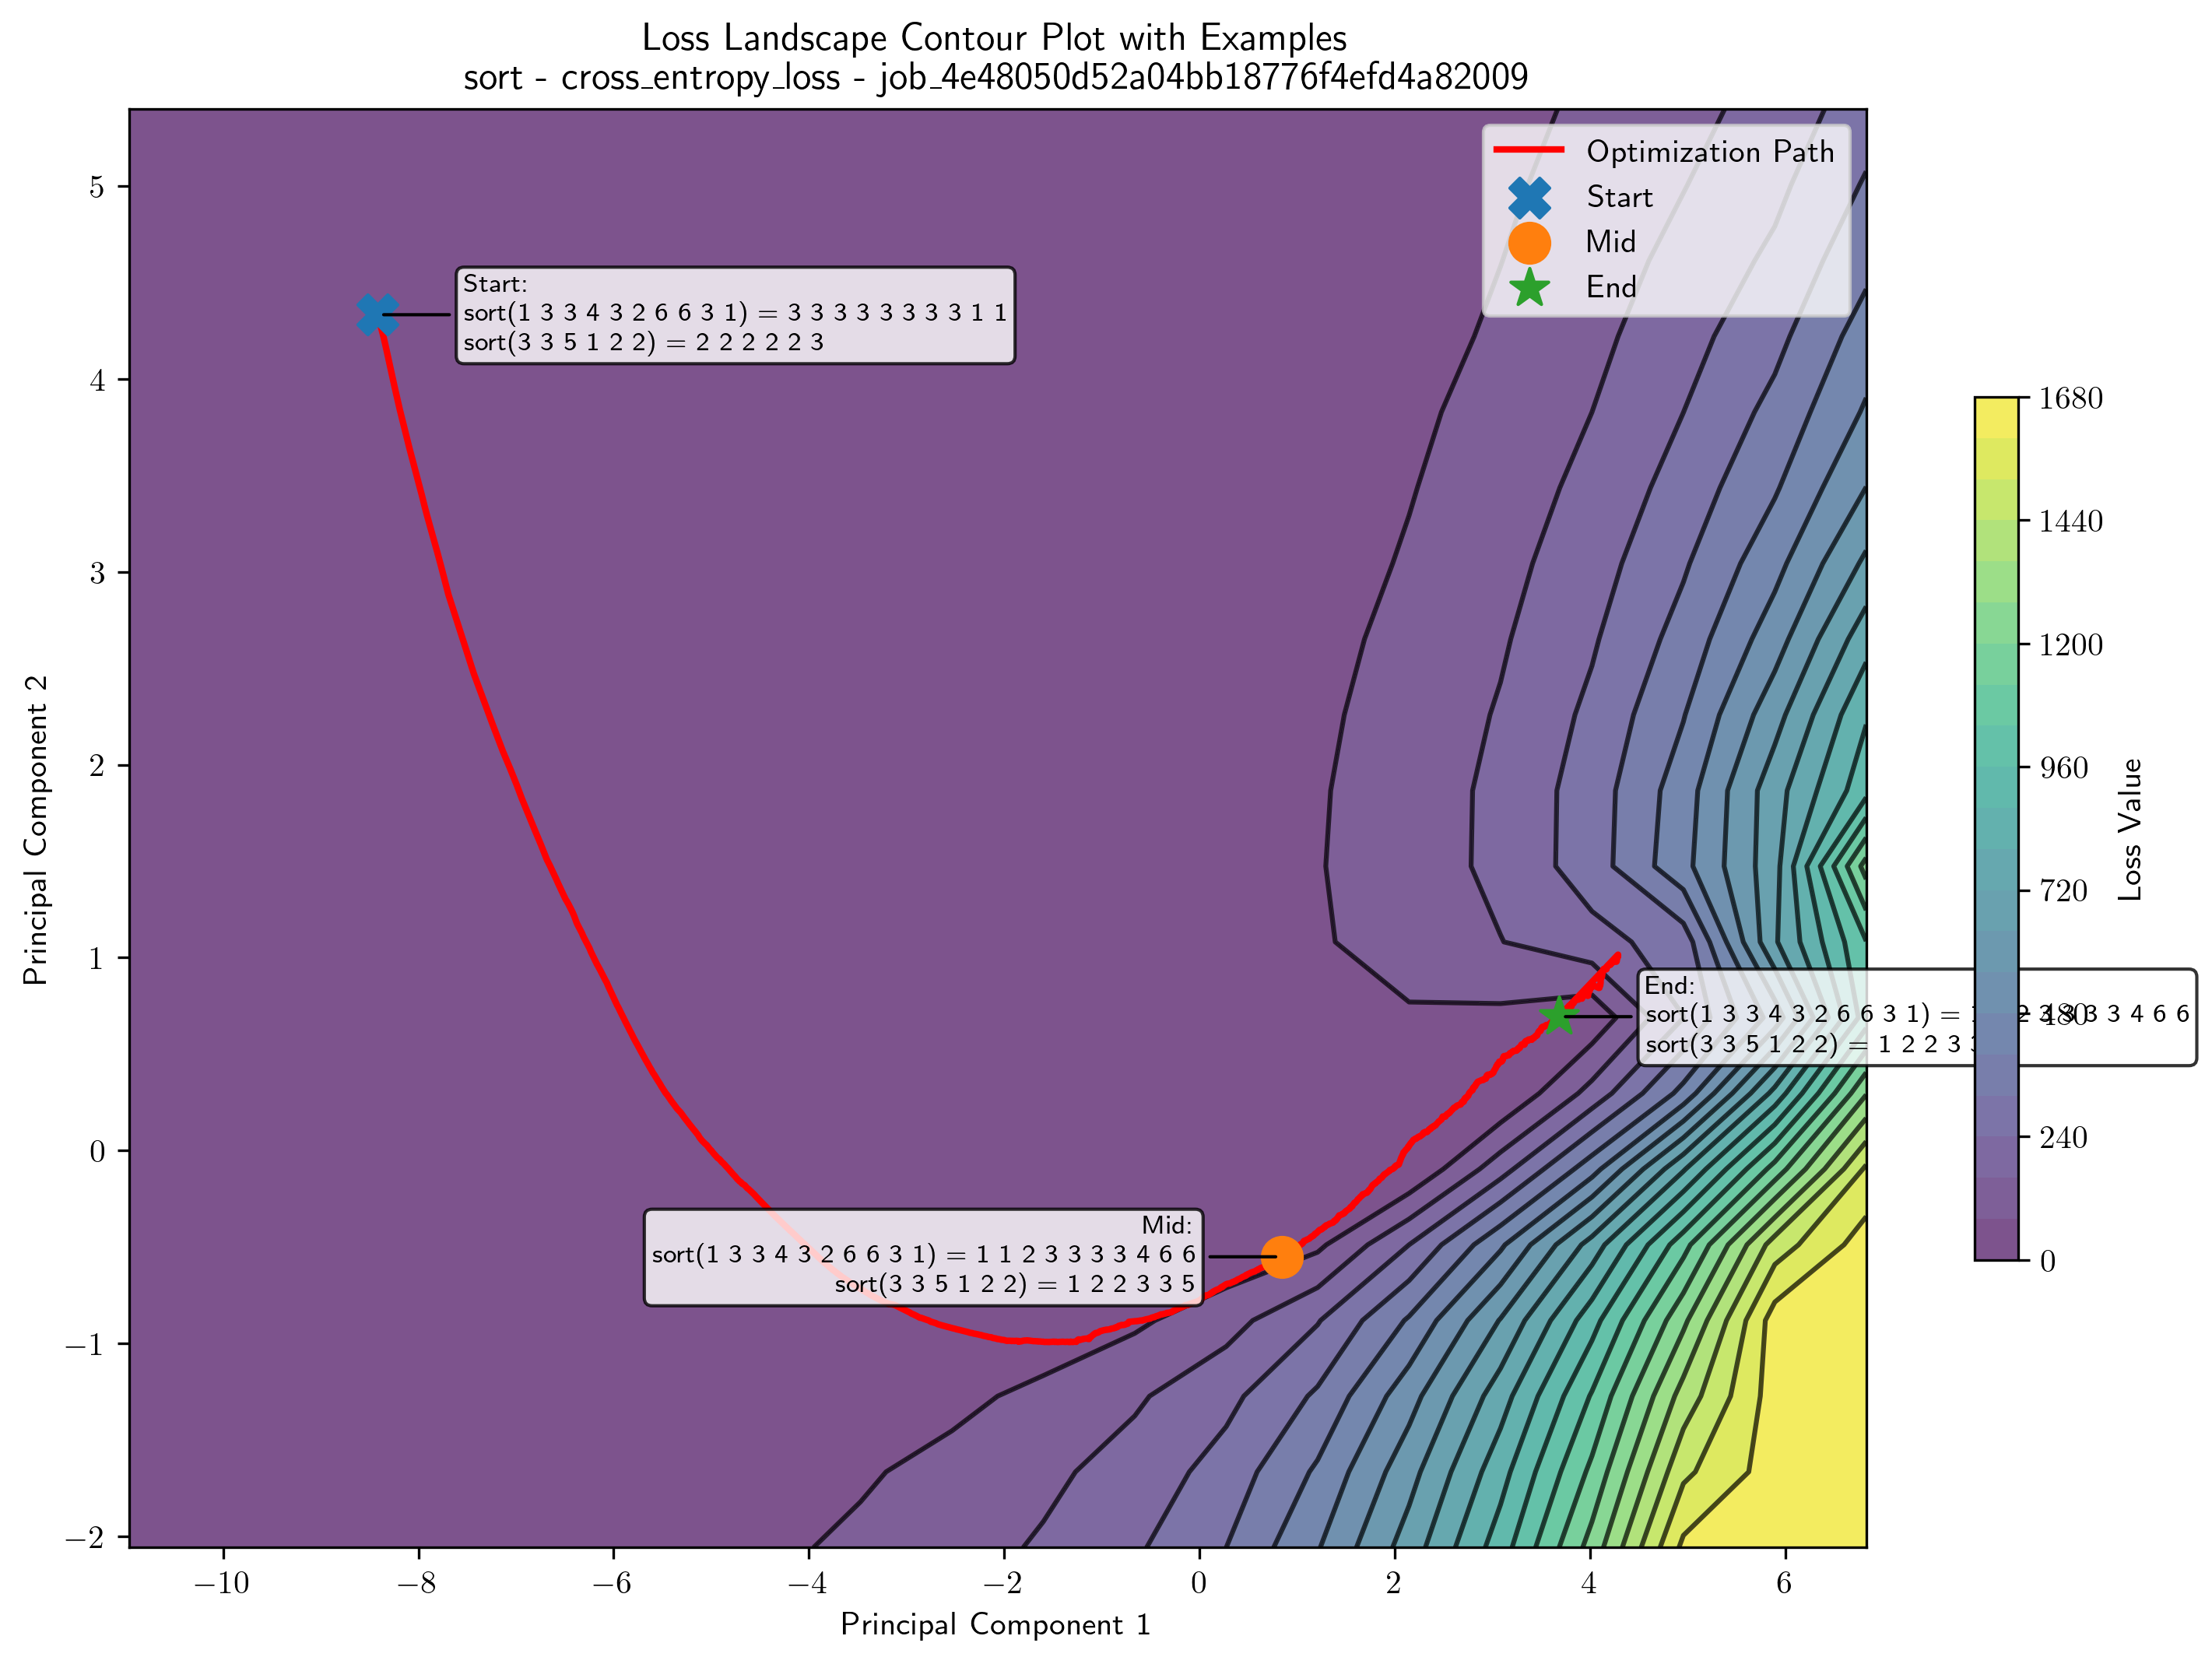 Loss Landscape Contour Plot with Examples
sort - cross_entropy_loss - job_4e48050d52a04bb18776f4efd4a82009
Optimization Path
Start
Mid
End
Start:
sort(1 3 3 4 3 2 6 6 3 1) = 3 3 3 3 3 3 3 3 1 1
sort(3 3 5 1 2 2) = 2 2 2 2 2 3
Mid:
sort(1 3 3 4 3 2 6 6 3 1) = 1 1 2 3 3 3 3 4 6 6
sort(3 3 5 1 2 2) = 1 2 2 3 3 5
End:
sort(1 3 3 4 3 2 6 6 3 1) = 2 3 3 3 3 4 6 6
sort(3 3 5 1 2 2) = 1 2 2 3
5
4
3
2
1
0
−1
−2
Principal Component 2
−10
−8
−6
−4
−2
0
2
4
6
Principal Component 1
1680
1440
1200
960
720
480
240
0
Loss Value